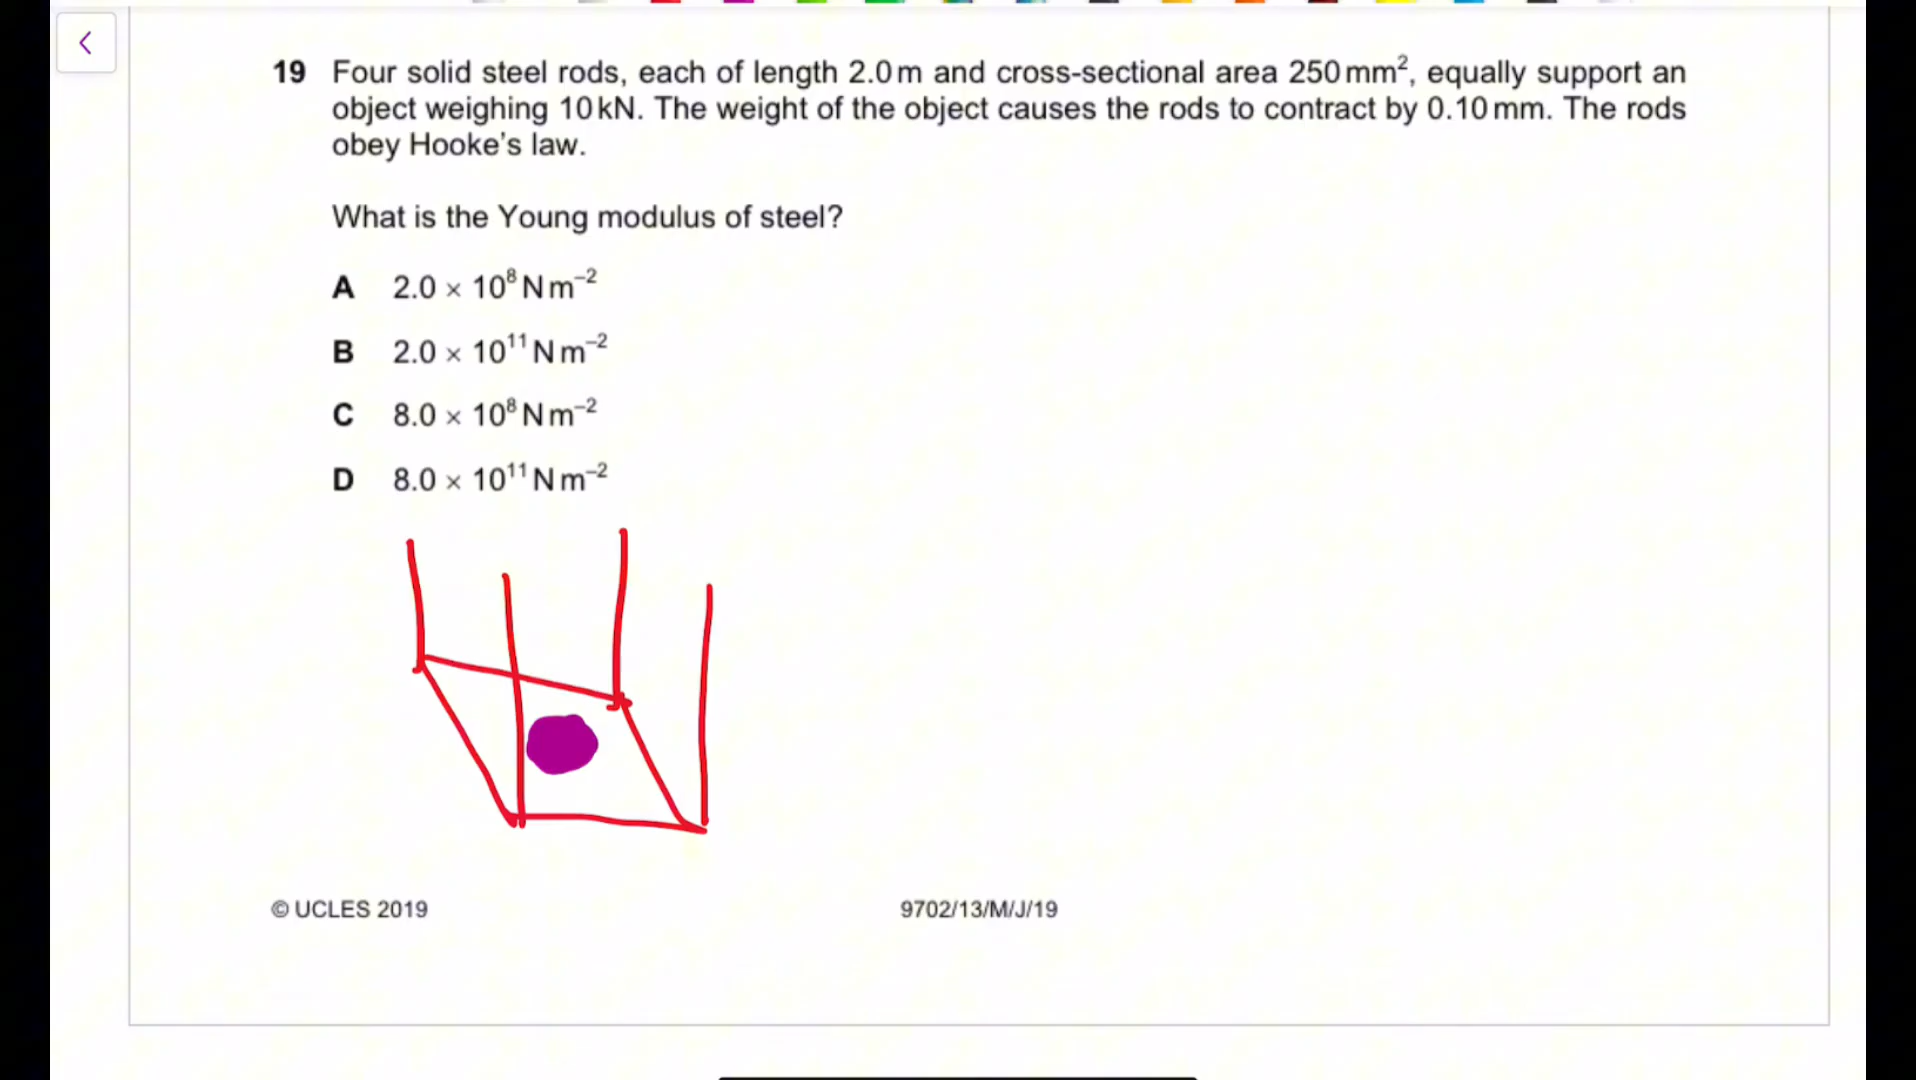 19 Four solid steel rods, each of length 2.0 m and cross-sectional area 250 mm², equally support an
object weighing 10 kN. The weight of the object causes the rods to contract by 0.10 mm. The rods
obey Hooke's law.
What is the Young modulus of steel?
A 2.0 × 10⁸ N m⁻²
B 2.0 × 10¹¹ N m⁻²
C 8.0 × 10⁸ N m⁻²
D 8.0 × 10¹¹ N m⁻²
© UCLES 2019
9702/13/M/J/19